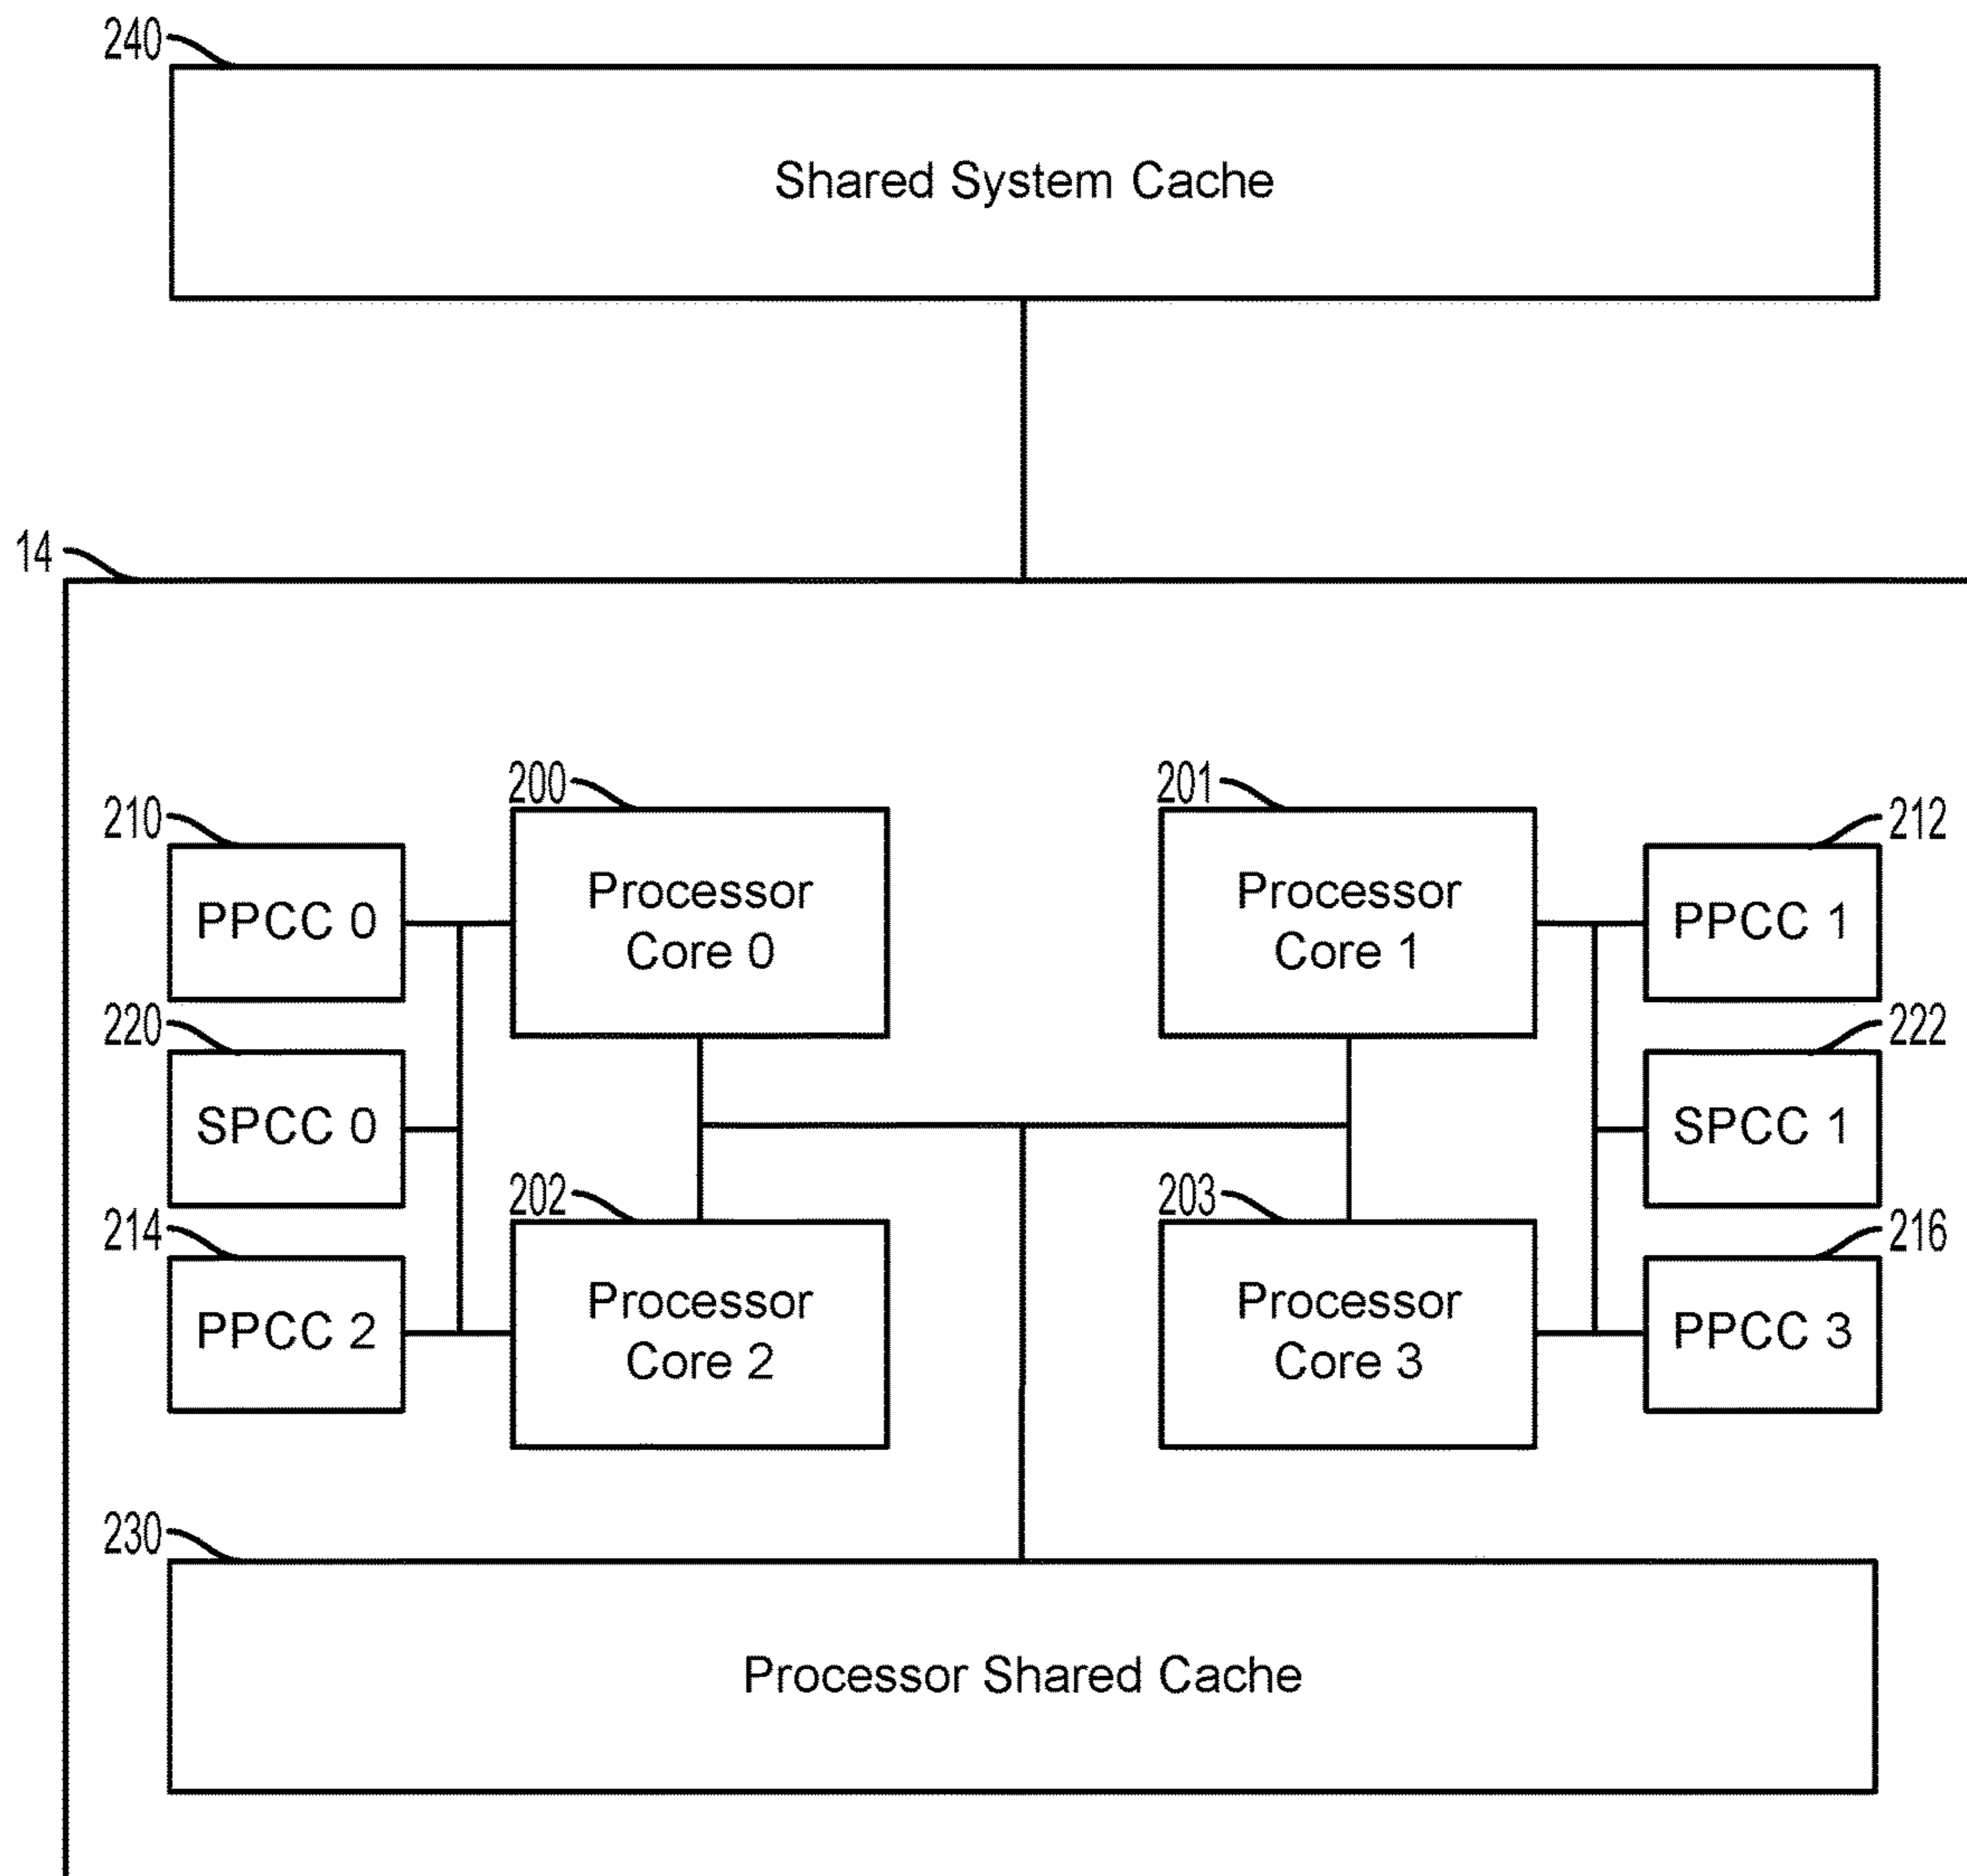 240
Shared System Cache
14
200
201
210
212
Processor
Core 0
Processor
Core 1
PPCC 0
PPCC 1
220
222
SPCC 0
SPCC 1
202
203
214
216
Processor
Core 2
Processor
Core 3
PPCC 2
PPCC 3
230
Processor Shared Cache